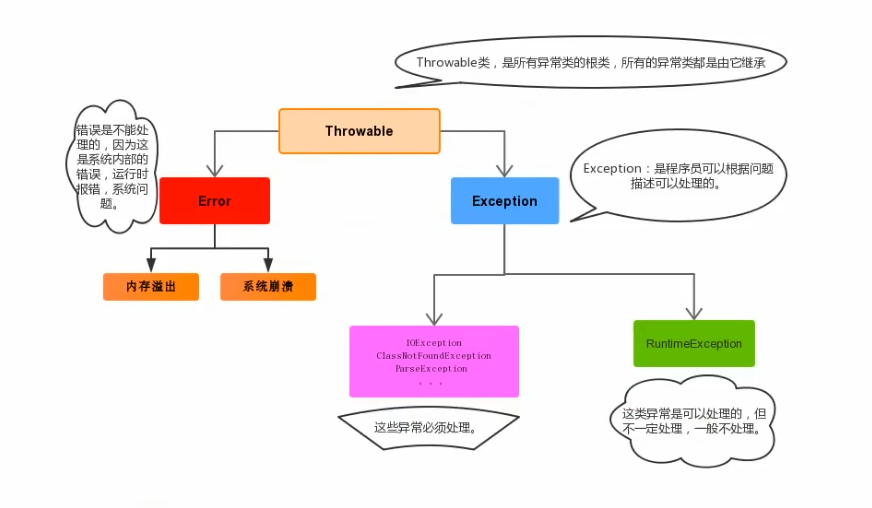 Throwable类，是所有异常类的根类，所有的异常类都是由它继承
错误是不能处
理的，因为这
是系统内部的
错误，运行时
报错，系统问
题。
Throwable
Exception：是程序员可以根据问题
描述可以处理的。
Error
Exception
内存溢出
系统崩溃
IOException
ClassNotFoundException
ParseException
. . .
RuntimeException
这些异常必须处理。
这类异常是可以处理的，但
不一定处理，一般不处理。